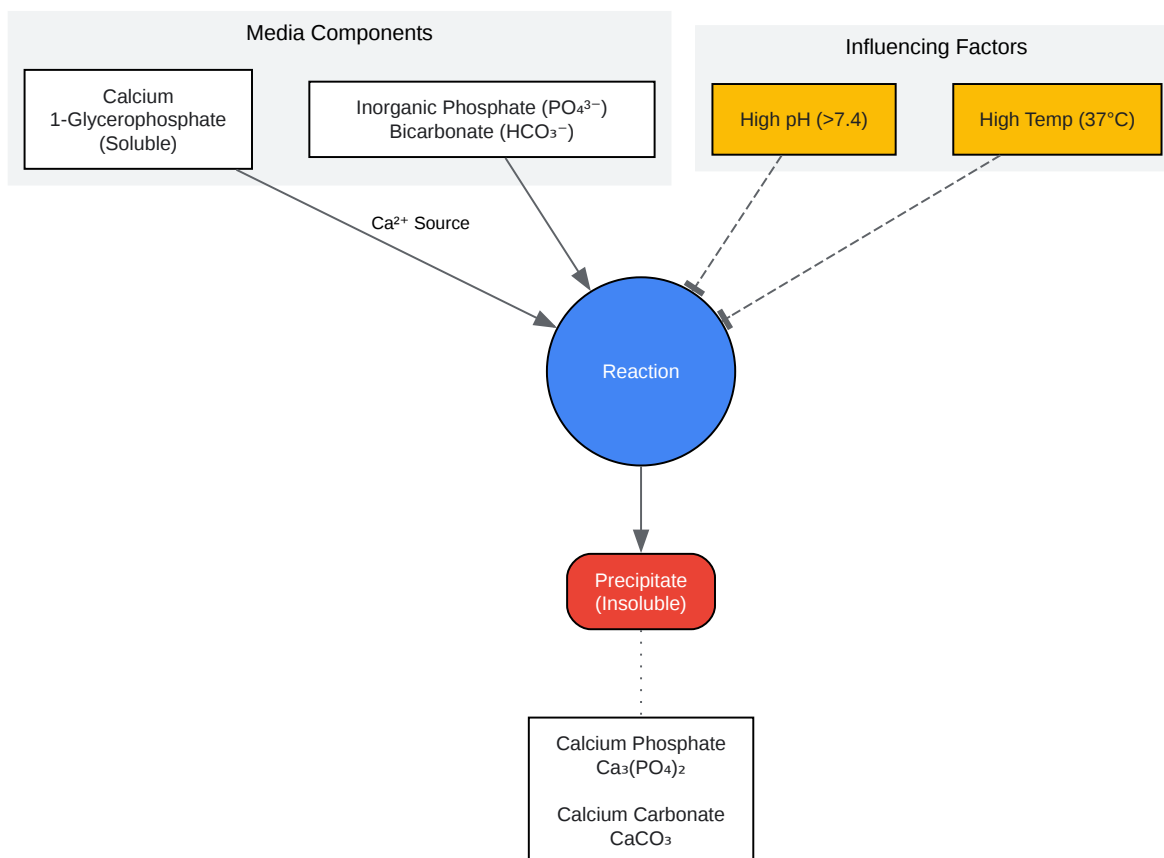 Media Components
Calcium
1-Glycerophosphate
(Soluble)
Inorganic Phosphate (PO₄³⁻)
Bicarbonate (HCO₃⁻)
Influencing Factors
High pH (>7.4)
High Temp (37°C)
Ca²⁺ Source
Reaction
Precipitate
(Insoluble)
Calcium Phosphate
Ca₃(PO₄)₂
Calcium Carbonate
CaCO₃